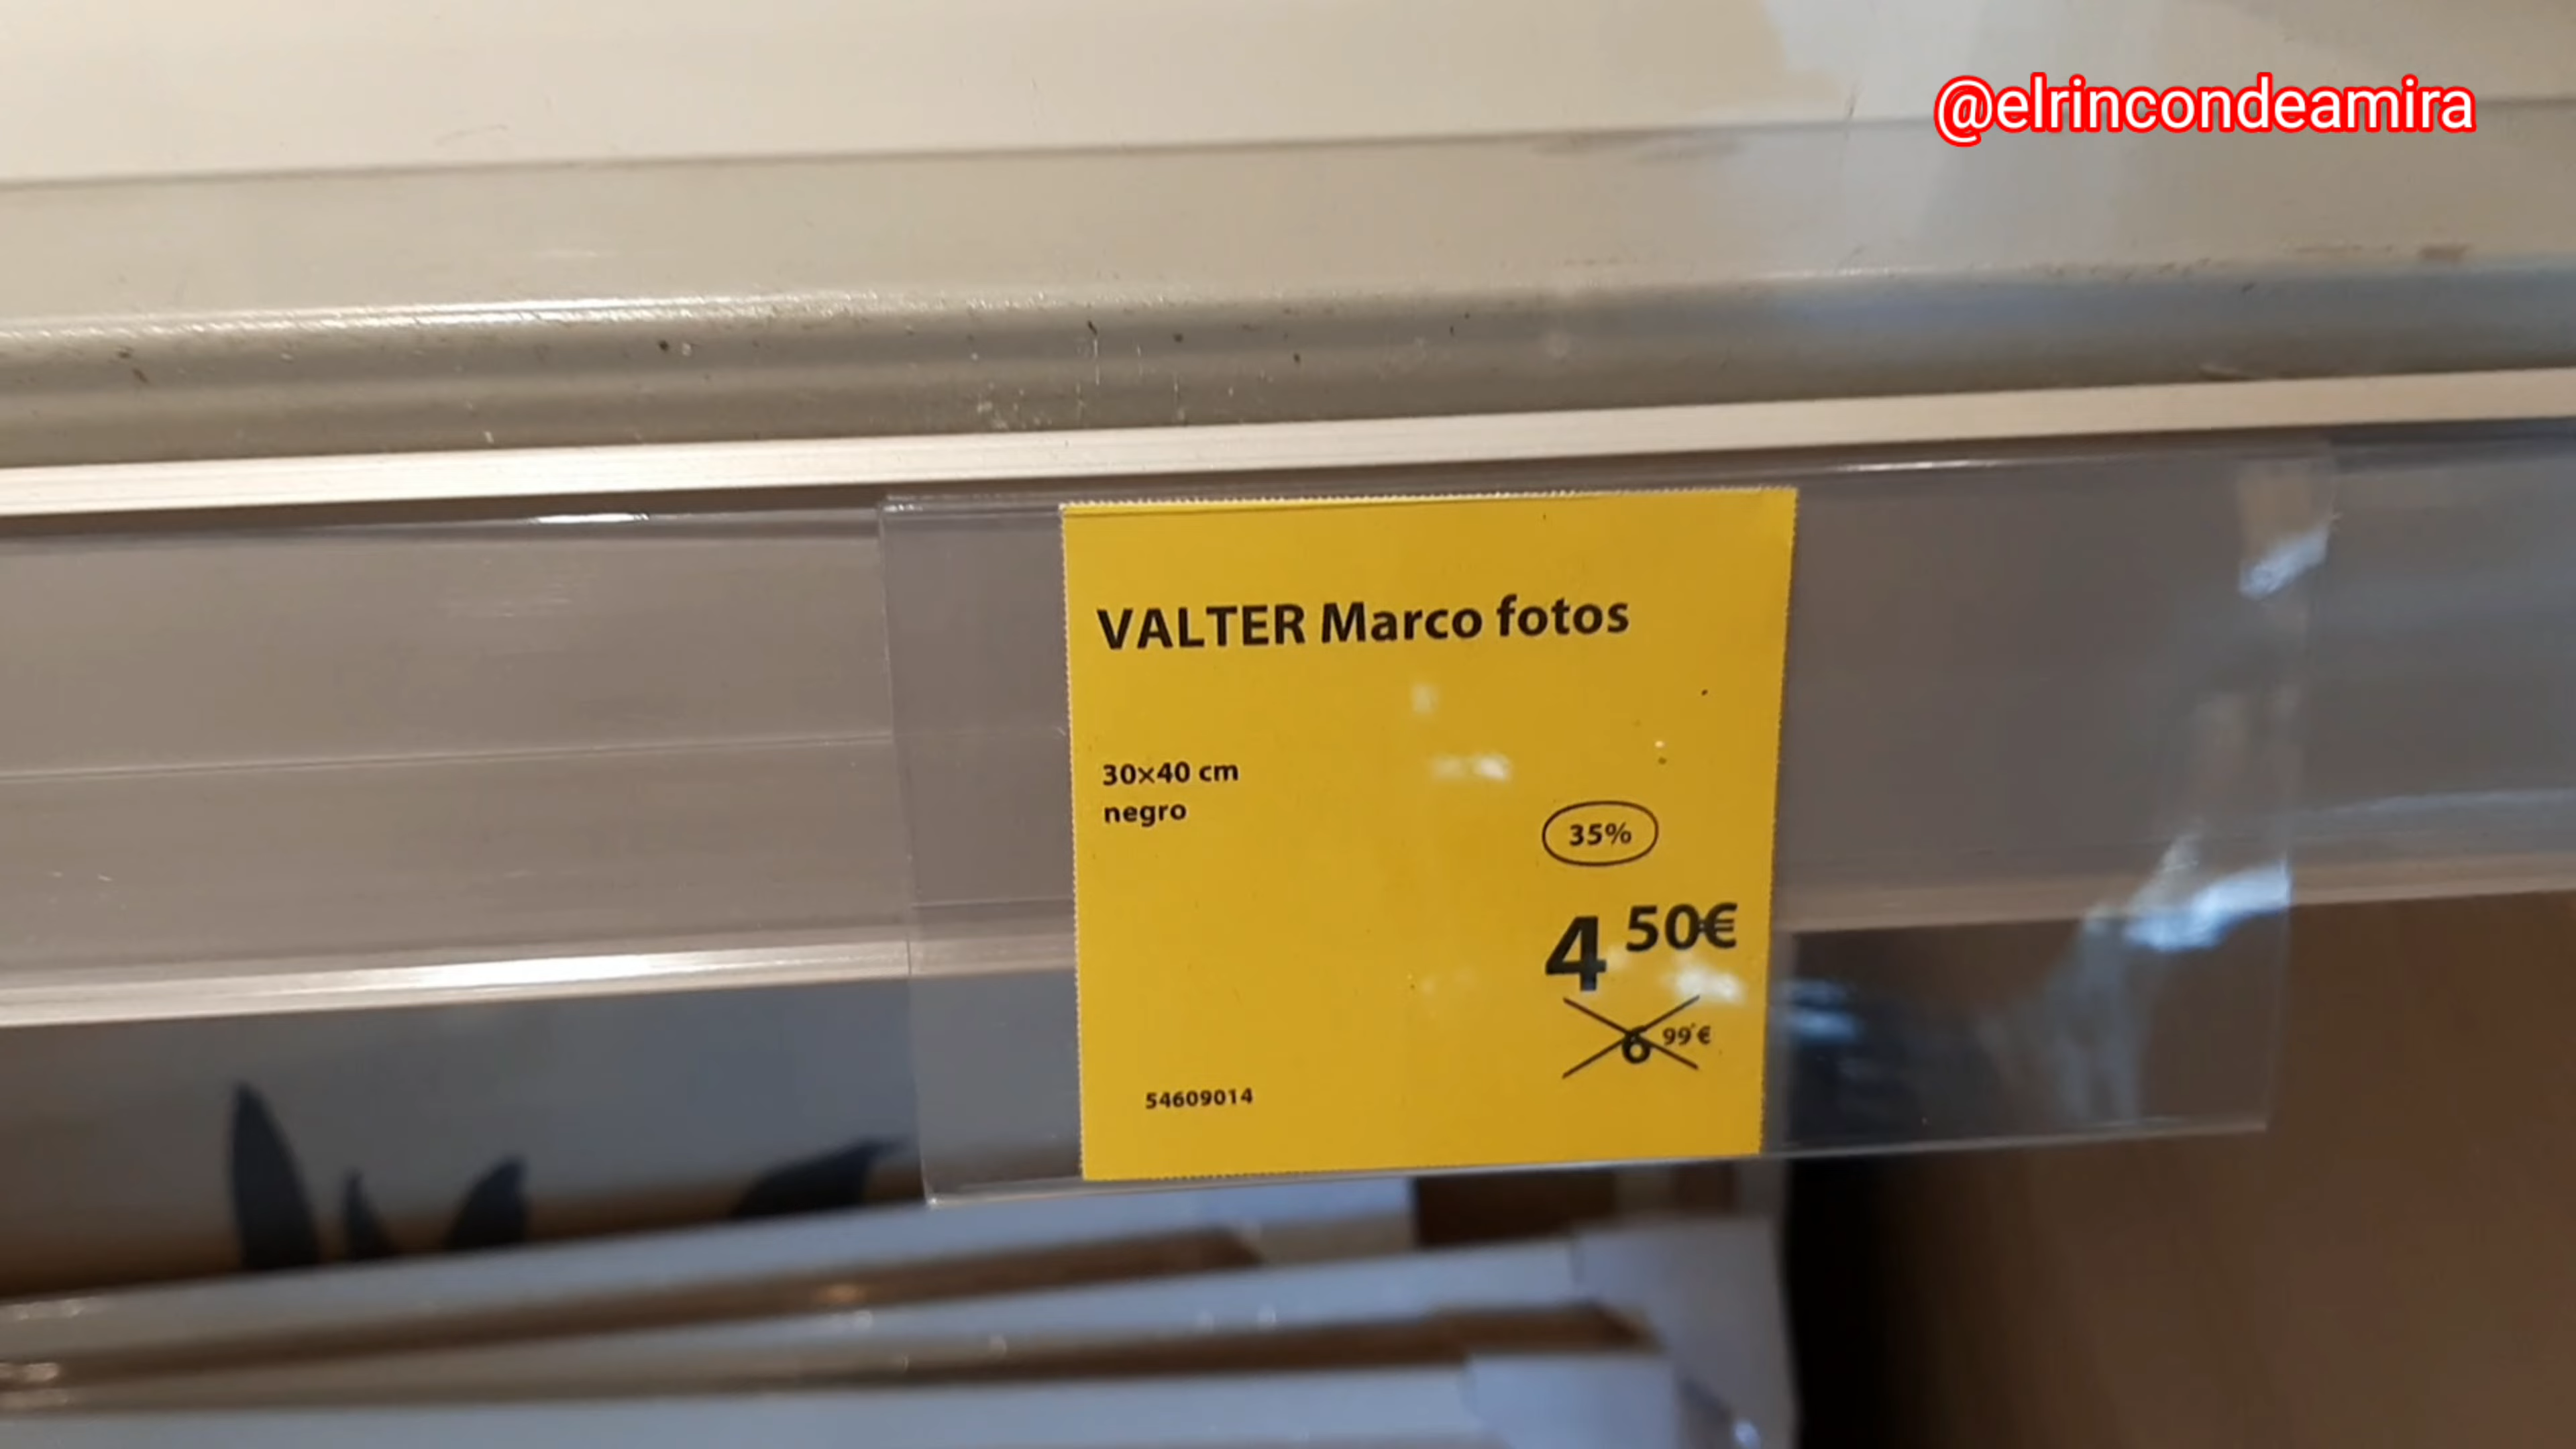 @elrincondeamira
VALTER Marco fotos
30×40 cm
negro
35%
4 50€
6 99€
54609014